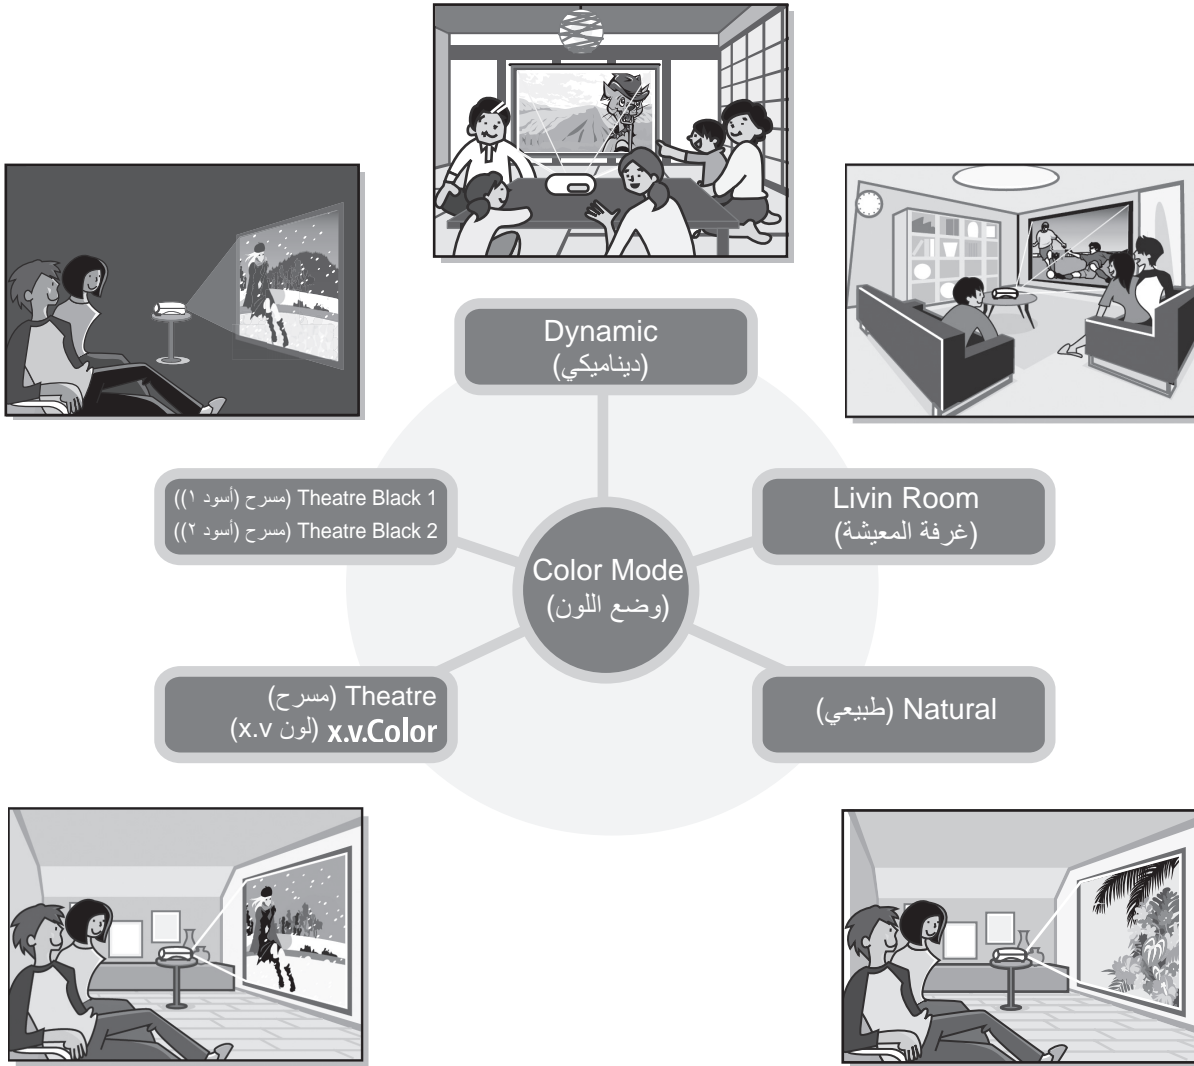 Dynamic
(ديناميكي)
Theatre Black 1 (مسرح (أسود ١))
Theatre Black 2 (مسرح (أسود ٢))
Livin Room
(غرفة المعيشة)
Color Mode
(وضع اللون)
Theatre (مسرح)
x.v.Color (لون x.v)
Natural (طبيعي)